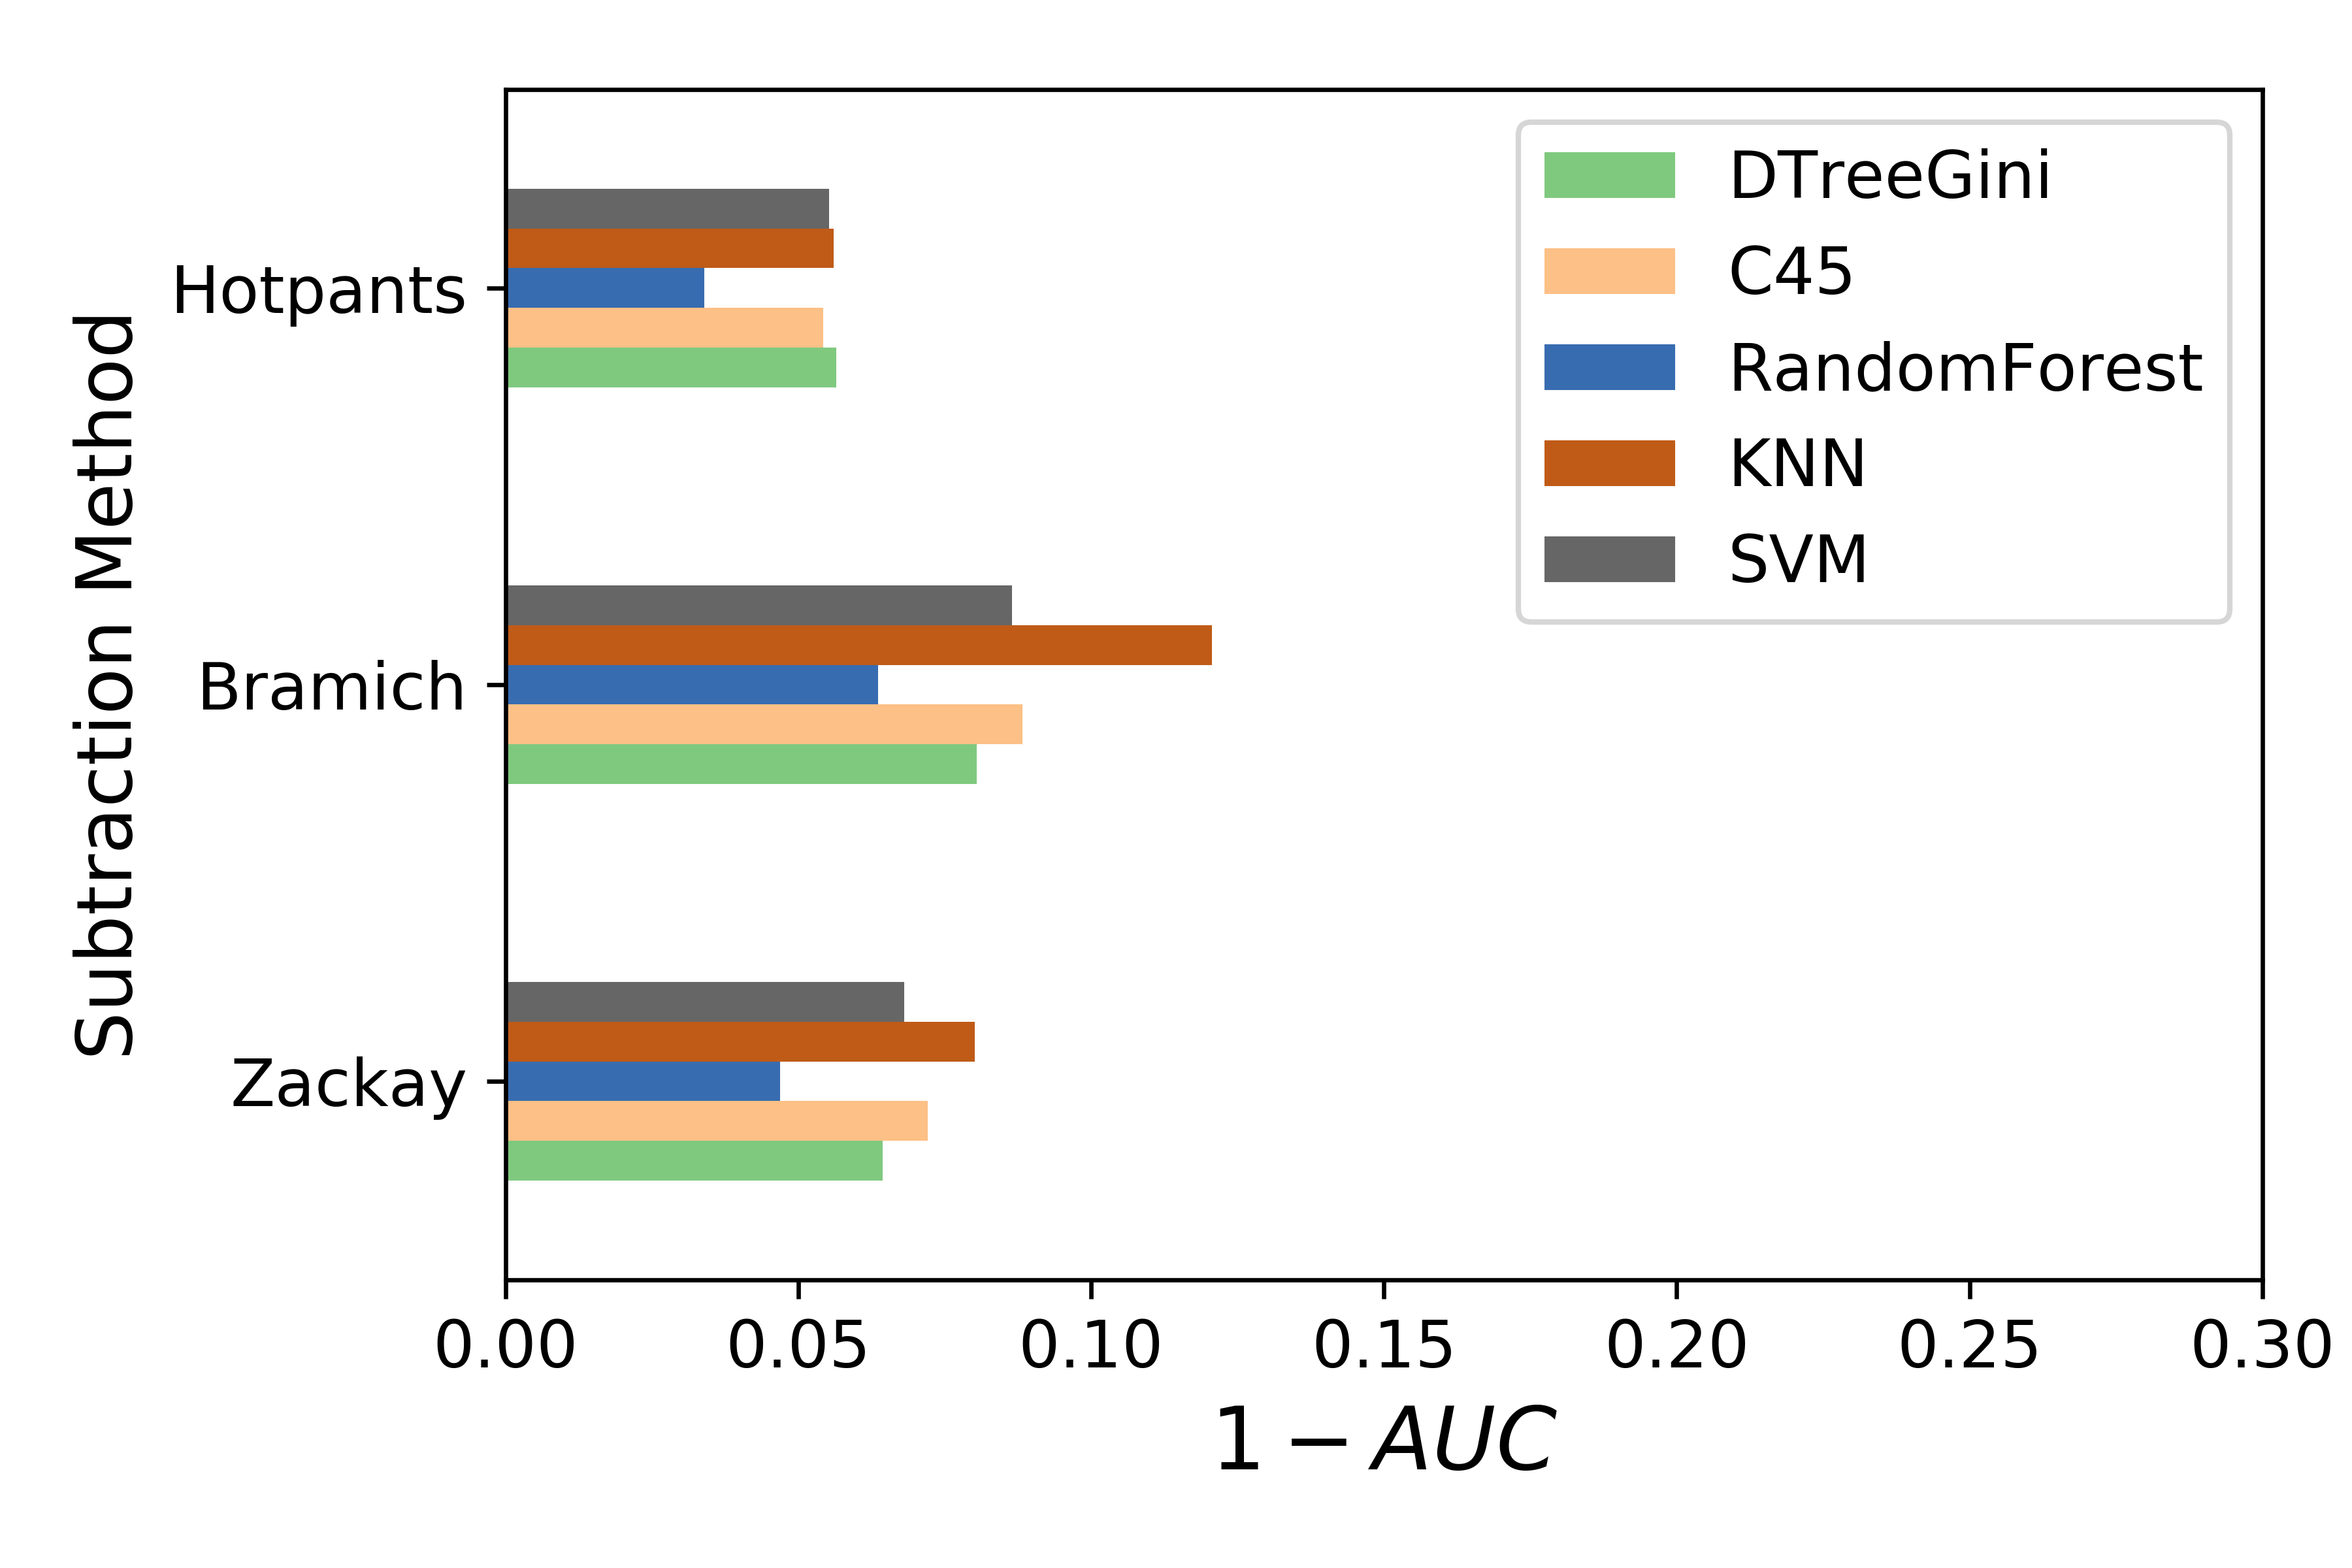 DTreeGini
C45
RandomForest
KNN
SVM
Subtraction Method
Hotpants
Bramich
Zackay
0.00 0.05 0.10 0.15 0.20 0.25 0.30
1 − AUC